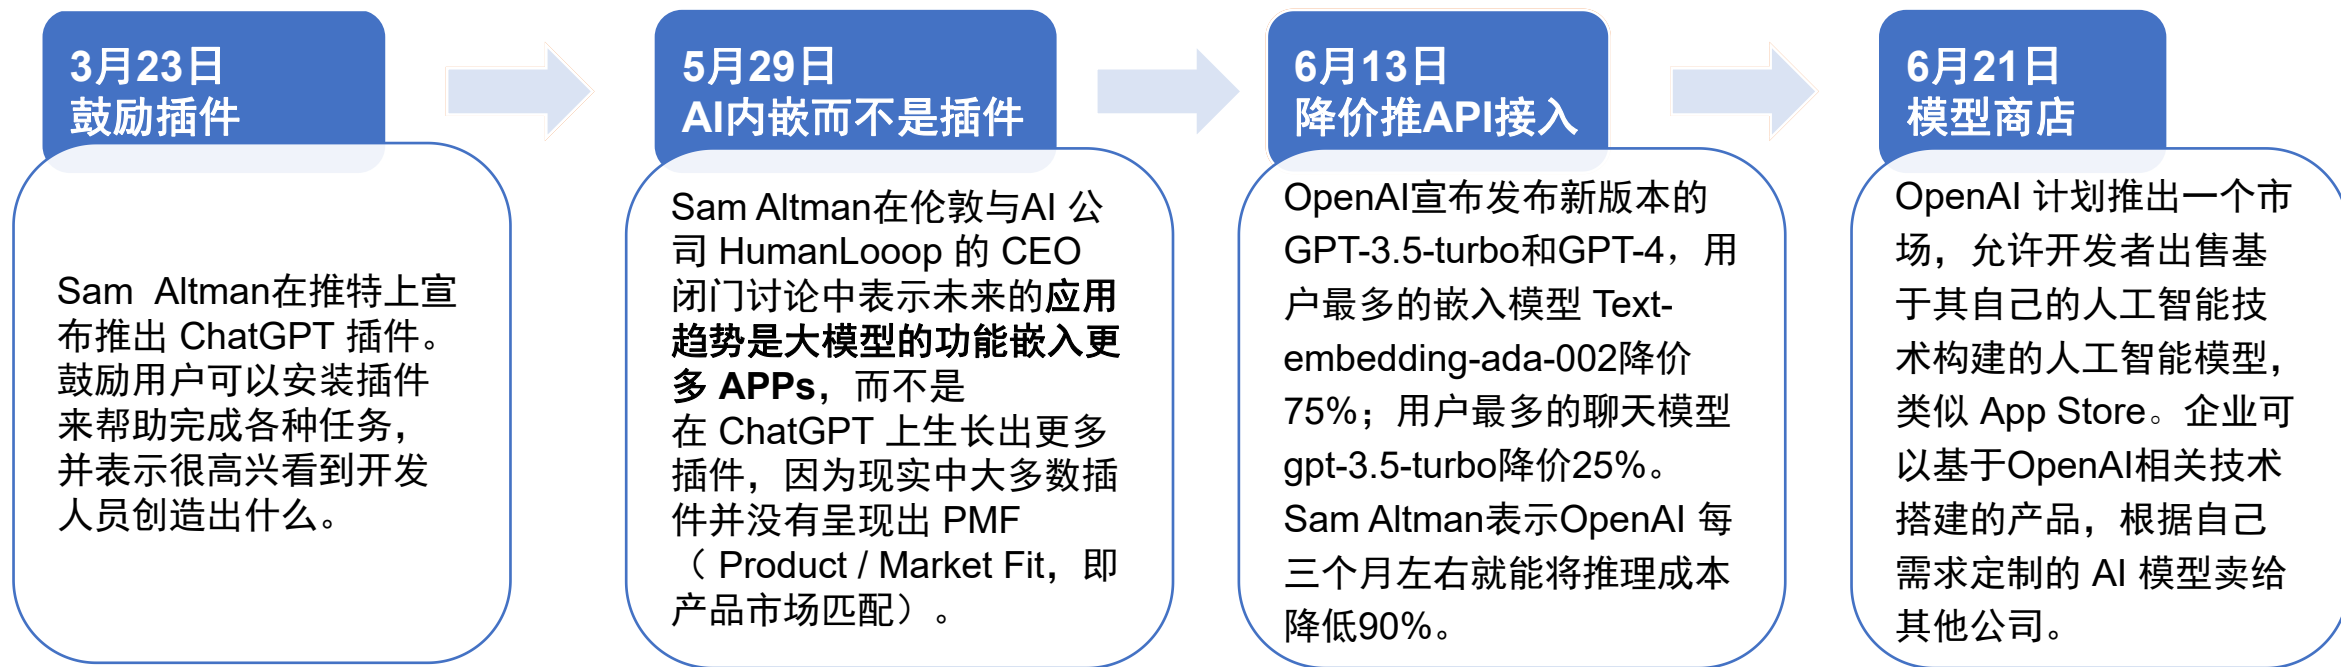 3月23日
鼓励插件
Sam Altman在推特上宣
布推出 ChatGPT 插件。
鼓励用户可以安装插件
来帮助完成各种任务，
并表示很高兴看到开发
人员创造出什么。
5月29日
AI内嵌而不是插件
Sam Altman在伦敦与AI 公
司 HumanLooop 的 CEO
闭门讨论中表示未来的应用
趋势是大模型的功能嵌入更
多 APPs，而不是
在 ChatGPT 上生长出更多
插件，因为现实中大多数插
件并没有呈现出 PMF
（ Product / Market Fit，即
产品市场匹配）。
6月13日
降价推API接入
OpenAI宣布发布新版本的
GPT-3.5-turbo和GPT-4，用
户最多的嵌入模型 Text-
embedding-ada-002降价
75%；用户最多的聊天模型
gpt-3.5-turbo降价25%。
Sam Altman表示OpenAI 每
三个月左右就能将推理成本
降低90%。
6月21日
模型商店
OpenAI 计划推出一个市
场，允许开发者出售基
于其自己的人工智能技
术构建的人工智能模型，
类似 App Store。企业可
以基于OpenAI相关技术
搭建的产品，根据自己
需求定制的 AI 模型卖给
其他公司。